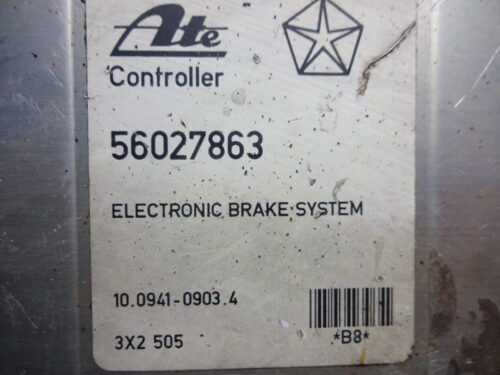 Ate
Controller
56027863
ELECTRONIC BRAKE SYSTEM
10.0941-0903.4
3X2 505
*B8*